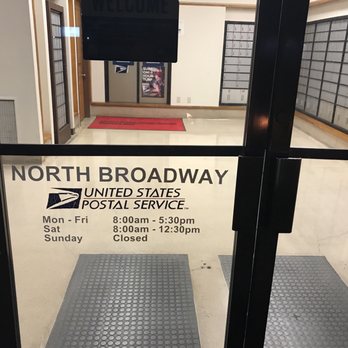 WELCOME
NORTH BROADWAY
UNITED STATES
POSTAL SERVICE
Mon - Fri 8:00am - 5:30pm
Sat 8:00am - 12:30pm
Sunday Closed